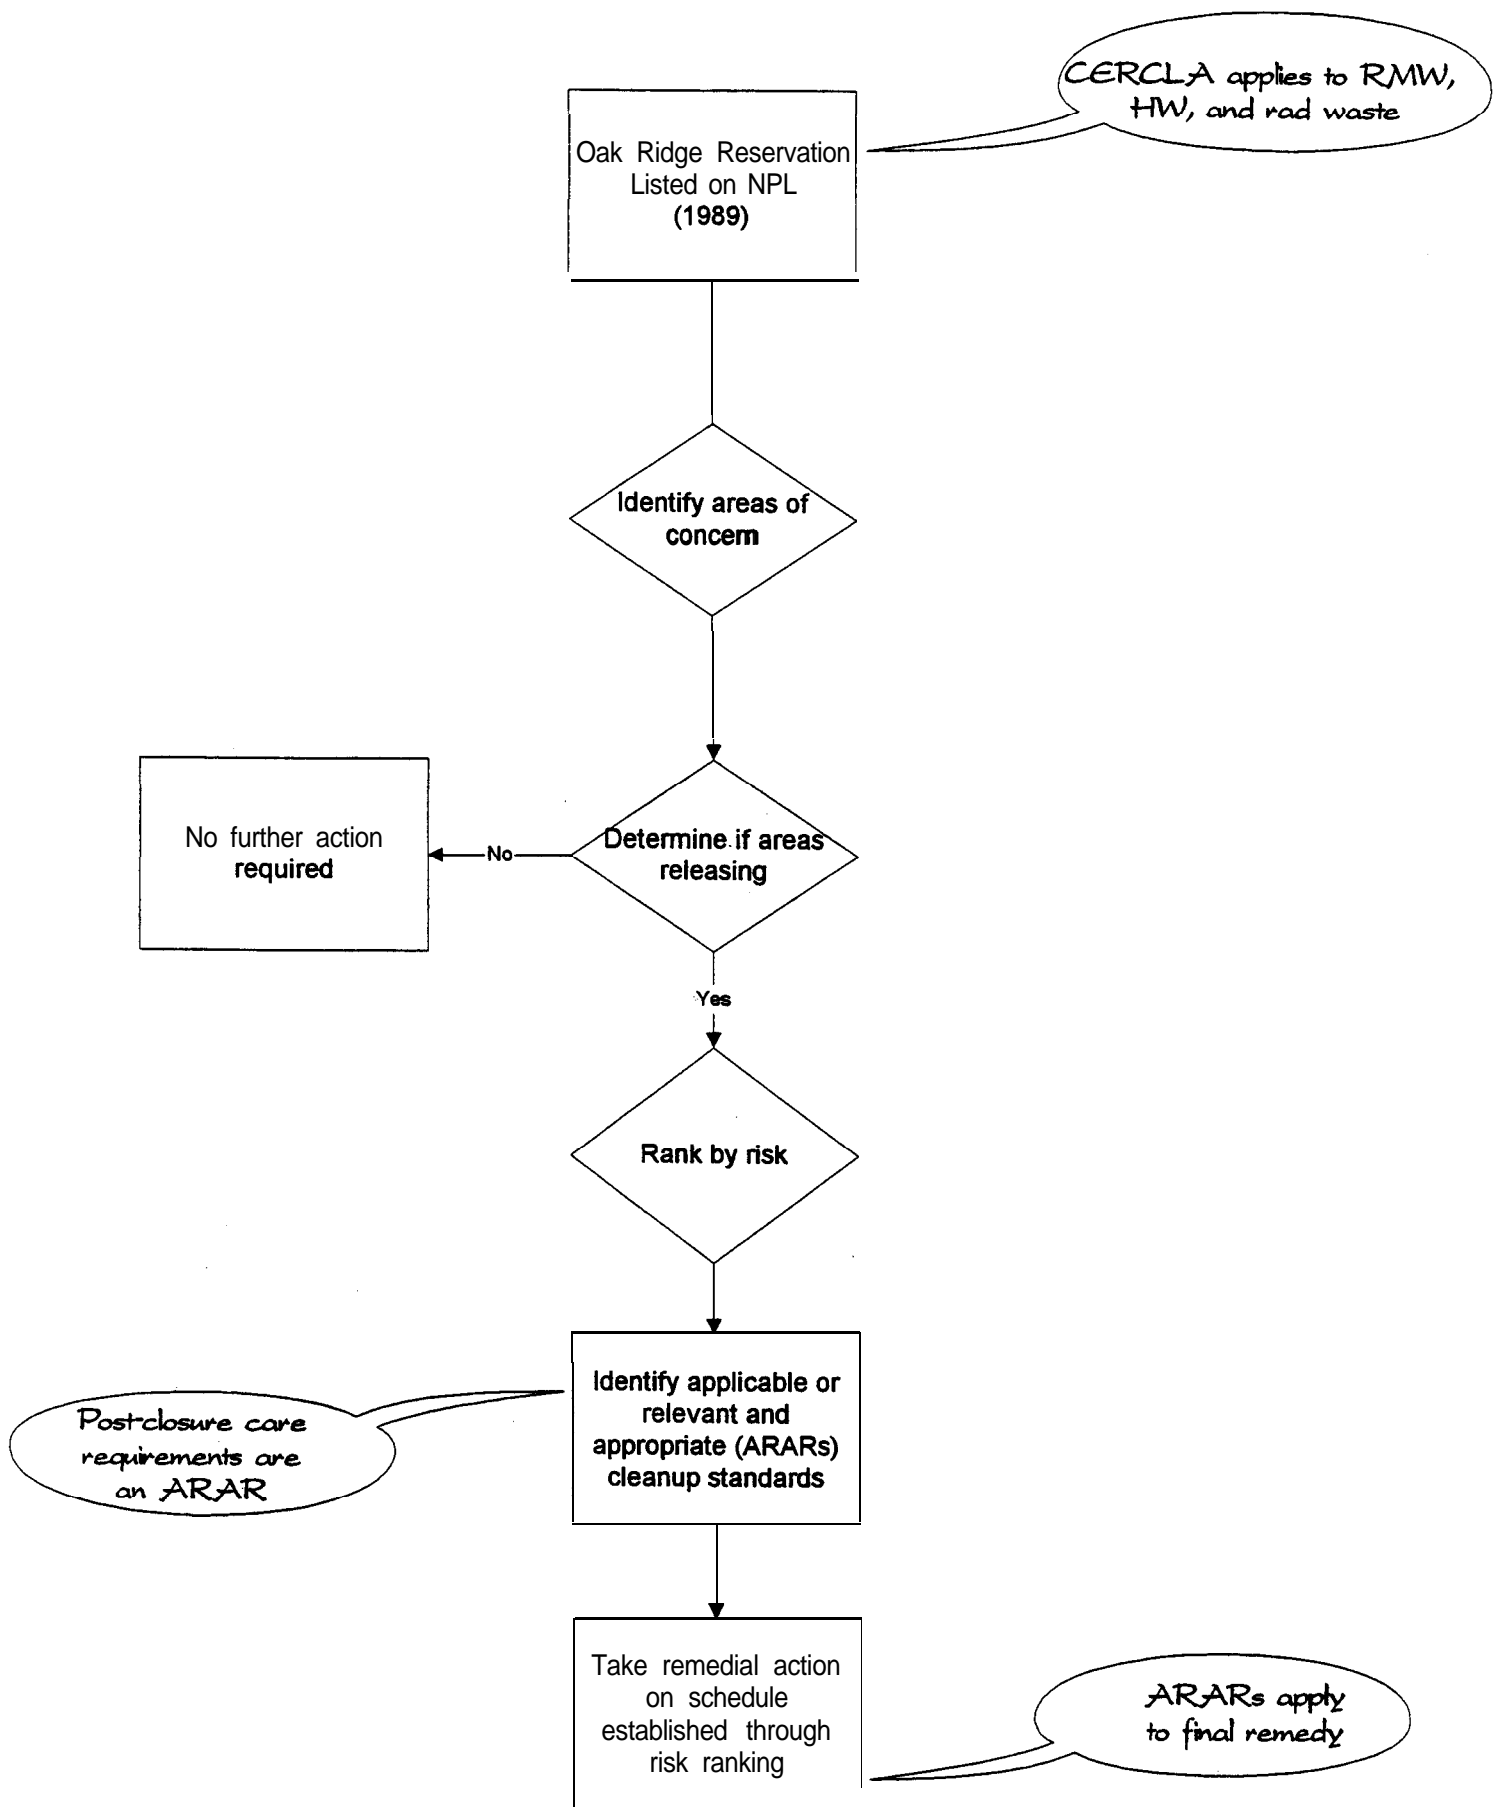 CERCLA applies to RMW,
HW, and rad waste
Oak Ridge Reservation
Listed on NPL
(1989)
Identify areas of
concern
No further action
required
No
Determine if areas
releasing
Yes
Rank by risk
Identify applicable or
relevant and
appropriate (ARARs)
cleanup standards
Post-closure care
requirements are
an ARAR
Take remedial action
on schedule
established through
risk ranking
ARARs apply
to final remedy